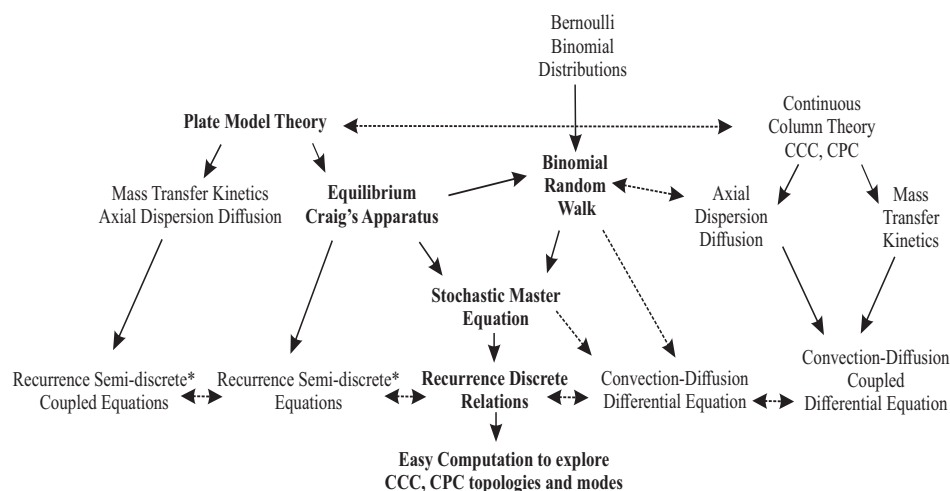 Bernoulli
Binomial
Distributions
Plate Model Theory
Continuous
Column Theory
CCC, CPC
Mass Transfer Kinetics
Axial Dispersion Diffusion
Equilibrium
Craig's Apparatus
Binomial
Random
Walk
Axial
Dispersion
Diffusion
Mass
Transfer
Kinetics
Stochastic Master
Equation
Recurrence Semi-discrete*
Coupled Equations
Recurrence Semi-discrete*
Equations
Recurrence Discrete
Relations
Convection-Diffusion
Differential Equation
Convection-Diffusion
Coupled
Differential Equation
Easy Computation to explore
CCC, CPC topologies and modes